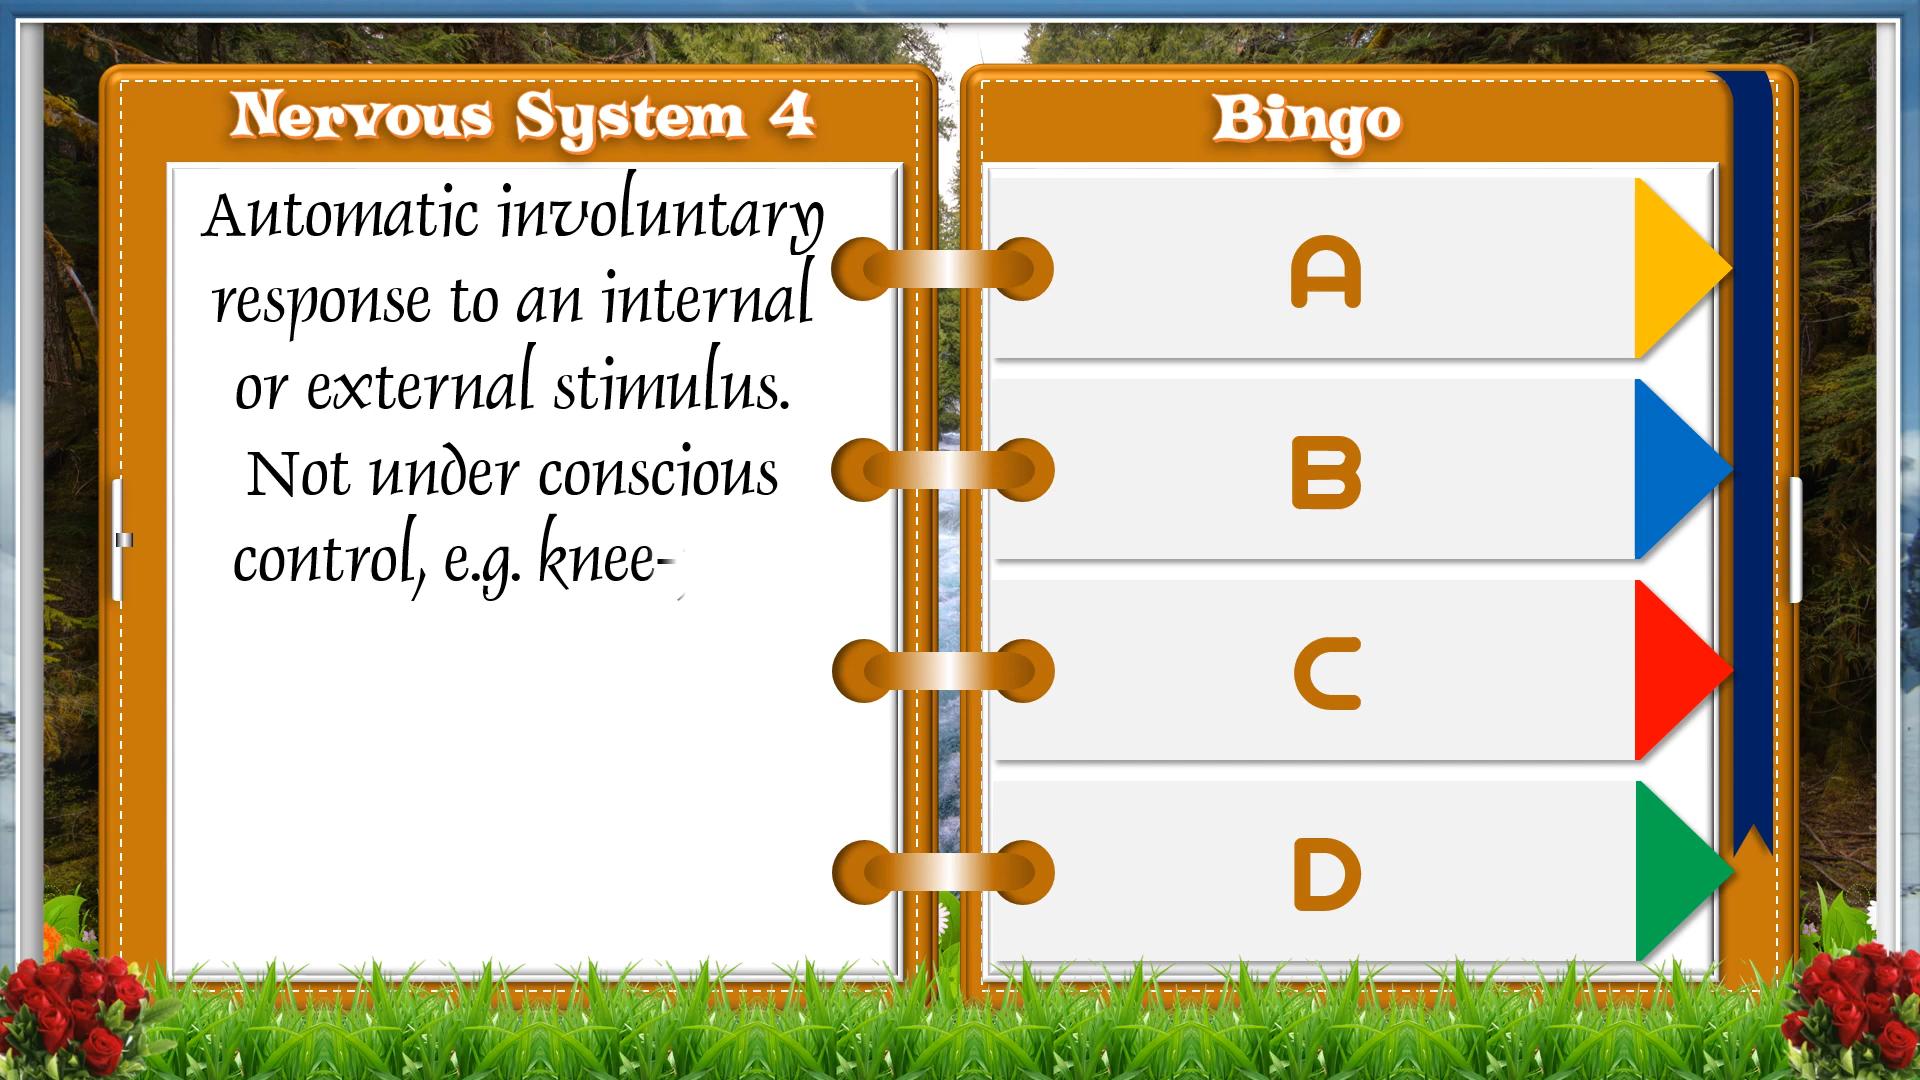 Nervous System 4
Automatic involuntary
response to an internal
or external stimulus.
Not under conscious
control, e.g. knee-
Bingo
A
B
C
D